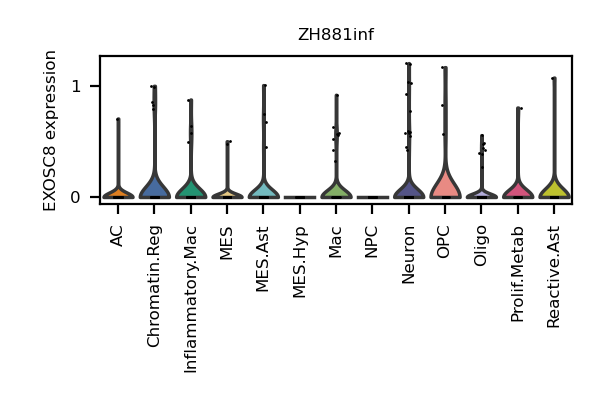 ZH881inf
EXOSC8 expression
1
0
AC
Chromatin.Reg
Inflammatory.Mac
MES
MES.Ast
MES.Hyp
Mac
NPC
Neuron
OPC
Oligo
Prolif.Metab
Reactive.Ast